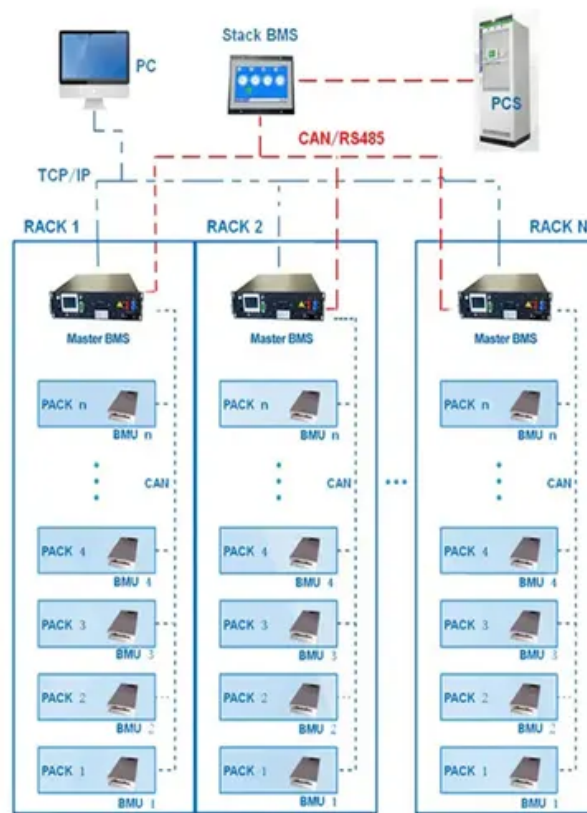 PC
Stack BMS
PCS
CAN/RS485
TCP/IP
RACK 1
RACK 2
RACK N
Master BMS
Master BMS
Master BMS
PACK n
BMU n
PACK n
BMU n
PACK n
BMU n
CAN
CAN
CAN
PACK 4
BMU 4
PACK 4
BMU 4
PACK 4
BMU 4
PACK 3
BMU 3
PACK 3
BMU 3
PACK 3
BMU 3
PACK 2
BMU 2
PACK 2
BMU 2
PACK 2
BMU 2
PACK 1
BMU 1
PACK 1
BMU 1
PACK 1
BMU 1